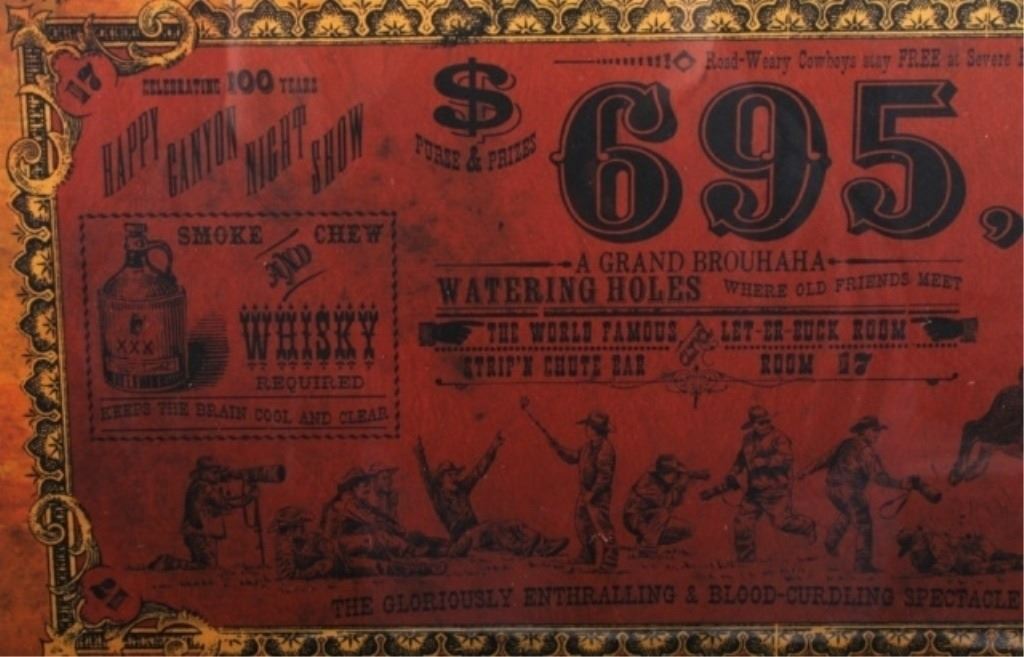 17
CELEBRATING 100 YEARS
HAPPY CANYON NIGHT SHOW
SMOKE AND CHEW
XXX
WHISKY
REQUIRED
KEEPS THE BRAIN COOL AND CLEAR
$
PURSE & PRIZES
Road-Weary Cowboys stay FREE at Severe
695,
A GRAND BROUHAHA
WATERING HOLES WHERE OLD FRIENDS MEET
THE WORLD FAMOUS & LET-ER-BUCK ROOM
STRIP'N CHUTE BAR ROOM 17
21
THE GLORIOUSLY ENTHRALLING & BLOOD-CURDLING SPECTACLE